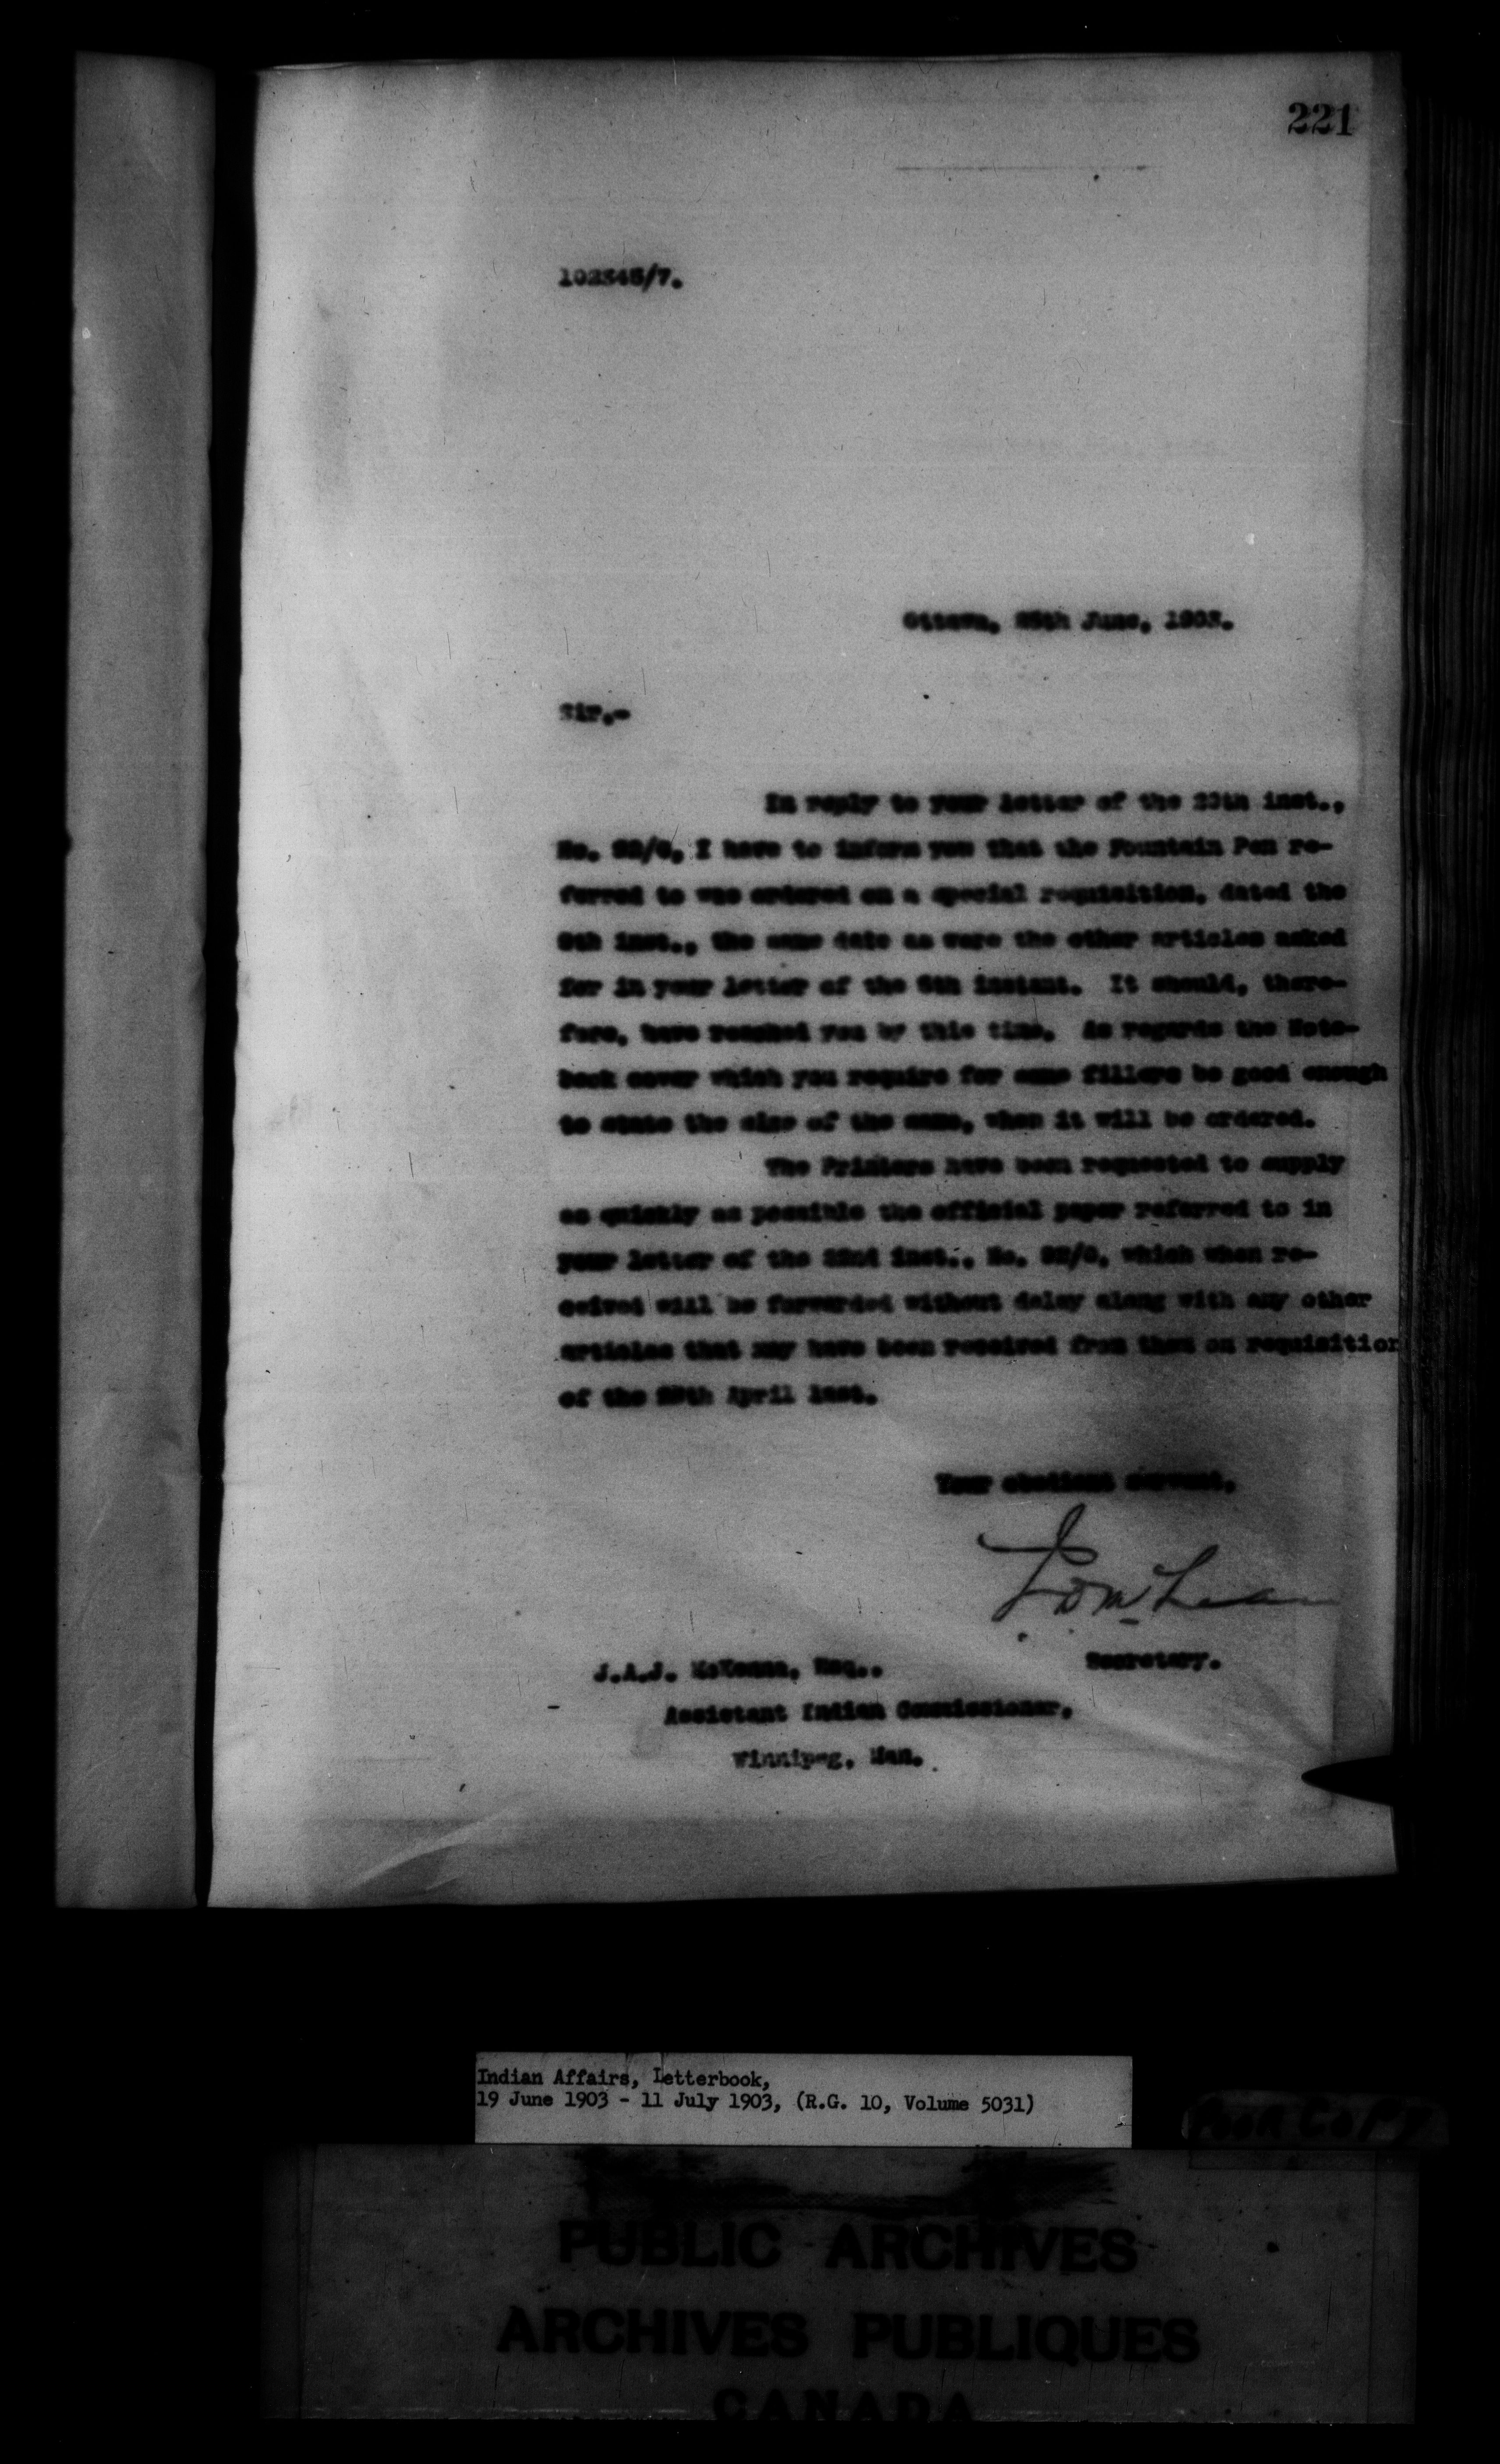 221
102345/7.
Ottawa, 25th June, 1903.
Sir,-
In reply to your letter of the 20th inst.,
No. I have to inform you that the Fountain Pen re-
ferred to was ordered on a special requisition, dated the
9th inst., the same date as were the other articles asked
for in your letter of the 6th instant. It should, there-
fore, have reached you by this time. As regards the Note-
book cover which you require for some fillers be good enough
to state the size of the same, when it will be ordered.
The Printers have been requested to supply
as quickly as possible the official paper referred to in
your letter of the 22nd inst., No. which when re-
ceived will be forwarded without delay along with any other
articles that may have been received from them on requisition
of the April last.
Your obedient servant,
J D McLean
Secretary.
J.A.J. McKenna, Esq.,
Assistant Indian Commissioner,
Winnipeg, Man.
Indian Affairs, Letterbook,
19 June 1903 - 11 July 1903, (R.G. 10, Volume 5031)
POOR COPY
PUBLIC ARCHIVES
ARCHIVES PUBLIQUES
CANADA